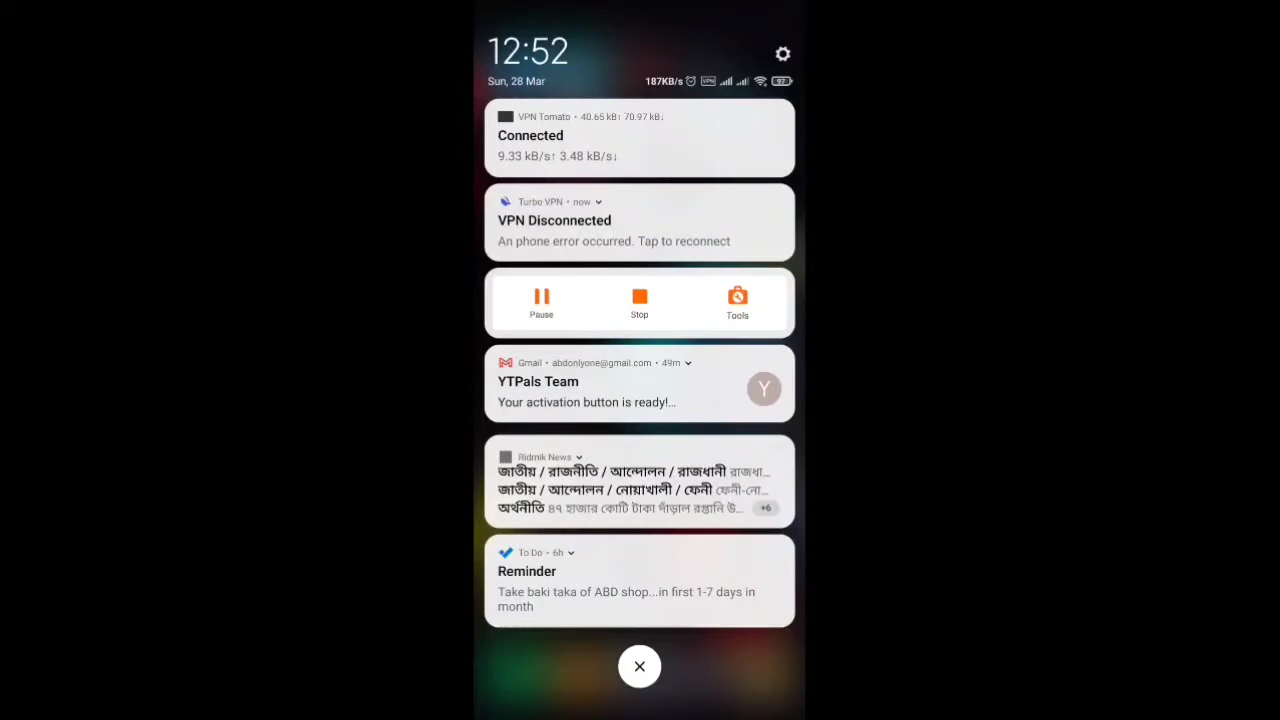 12:52
Sun, 28 Mar
187KB/s VPN 97
VPN Tomato • 40.65 kB↑ 70.97 kB↓
Connected
9.33 kB/s↑ 3.48 kB/s↓
Turbo VPN • now
VPN Disconnected
An phone error occurred. Tap to reconnect
Pause Stop Tools
Gmail • abdonlyone@gmail.com • 49m
YTPals Team
Your activation button is ready!…
Y
Ridmik News
জাতীয় / রাজনীতি / আন্দোলন / রাজধানী রাজধা...
জাতীয় / আন্দোলন / নোয়াখালী / ফেনী ফেনী-নো...
অর্থনীতি ৪৭ হাজার কোটি টাকা দাঁড়াল রপ্তানি উ...
+6
To Do • 6h
Reminder
Take baki taka of ABD shop...in first 1-7 days in
month